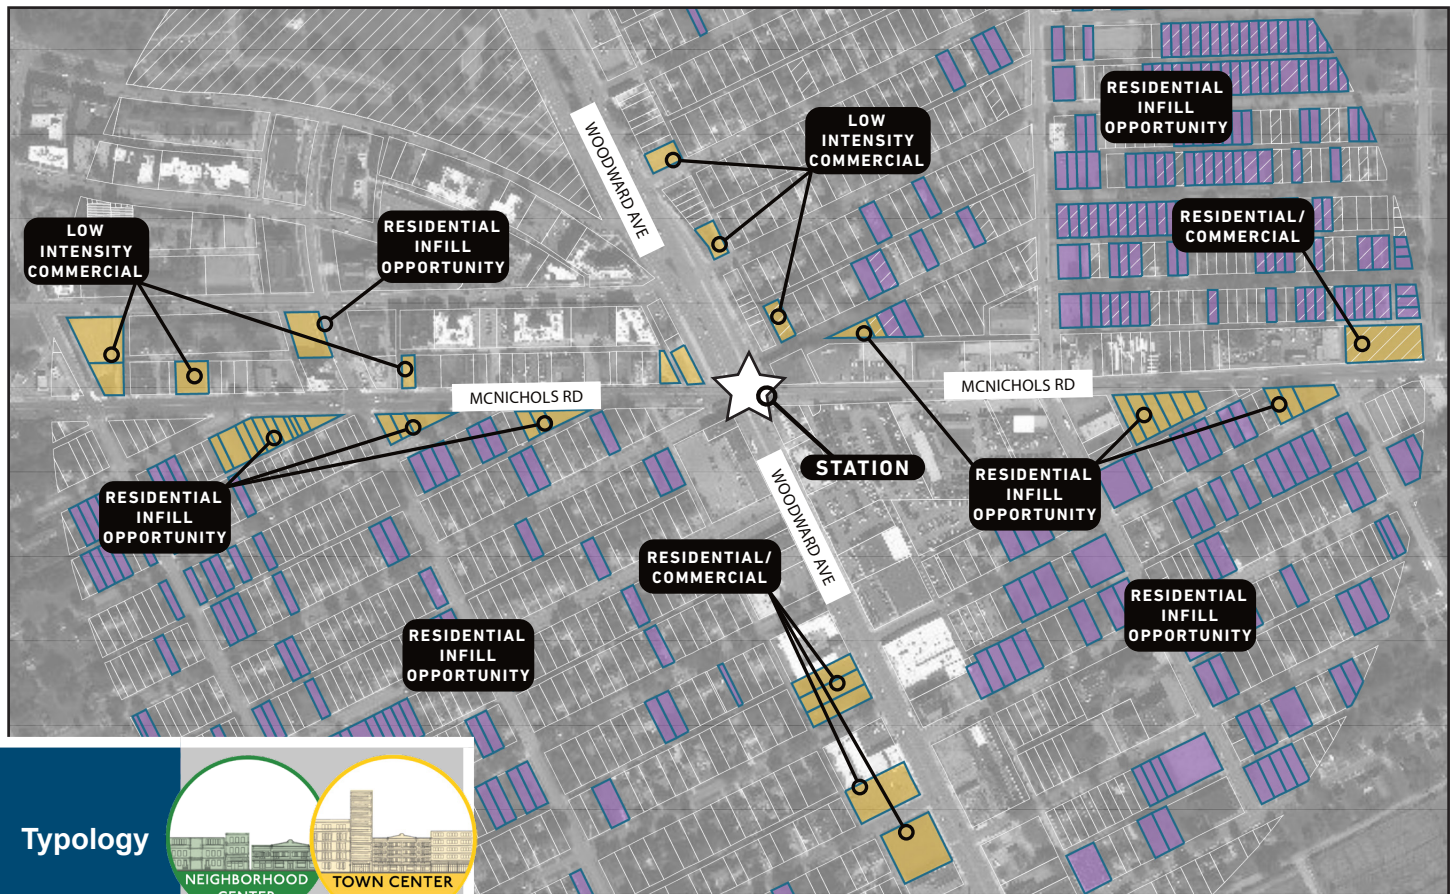 RESIDENTIAL
INFILL
OPPORTUNITY
LOW
INTENSITY
COMMERCIAL
WOODWARD AVE
RESIDENTIAL/
COMMERCIAL
LOW
INTENSITY
COMMERCIAL
RESIDENTIAL
INFILL
OPPORTUNITY
MCNICHOLS RD
MCNICHOLS RD
STATION
RESIDENTIAL
INFILL
OPPORTUNITY
RESIDENTIAL
INFILL
OPPORTUNITY
WOODWARD AVE
RESIDENTIAL/
COMMERCIAL
RESIDENTIAL
INFILL
OPPORTUNITY
RESIDENTIAL
INFILL
OPPORTUNITY
Typology
NEIGHBORHOOD
CENTER
TOWN CENTER